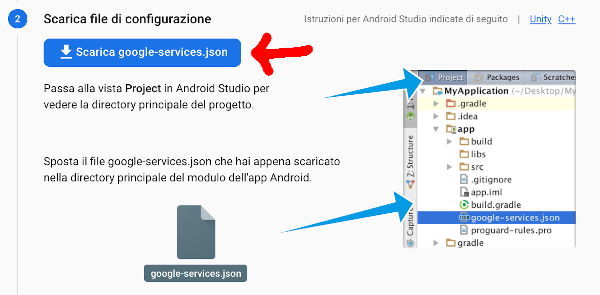 2 Scarica file di configurazione Istruzioni per Android Studio indicate di seguito | Unity C++
Scarica google-services.json
Passa alla vista Project in Android Studio per
vedere la directory principale del progetto.
Sposta il file google-services.json che hai appena scaricato
nella directory principale del modulo dell'app Android.
google-services.json
Project Packages Scratches
MyApplication (~/Desktop/My
.gradle
.idea
app
build
libs
src
.gitignore
app.iml
build.gradle
google-services.json
proguard-rules.pro
gradle
Z: Structure
Captur